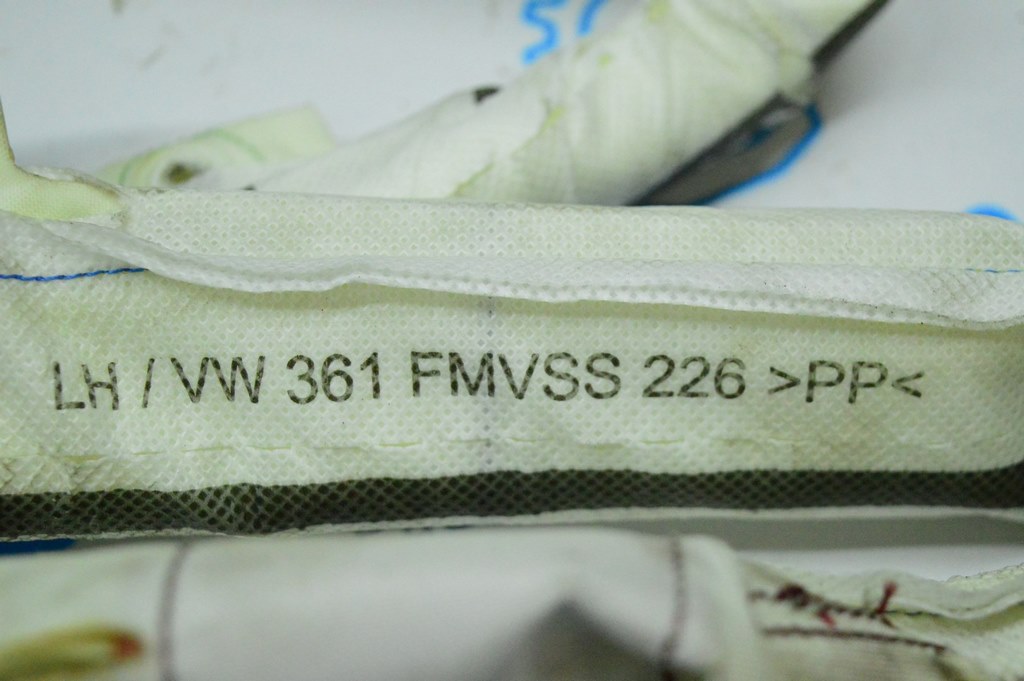 LH / VW 361 FMVSS 226 >PP<